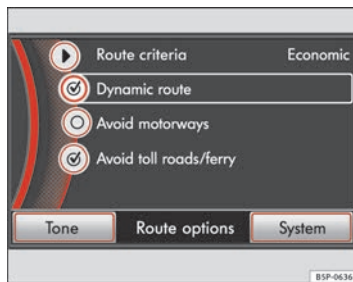 Route criteria Economic
Dynamic route
Avoid motorways
Avoid toll roads/ferry
Tone Route options System
B5P-0636